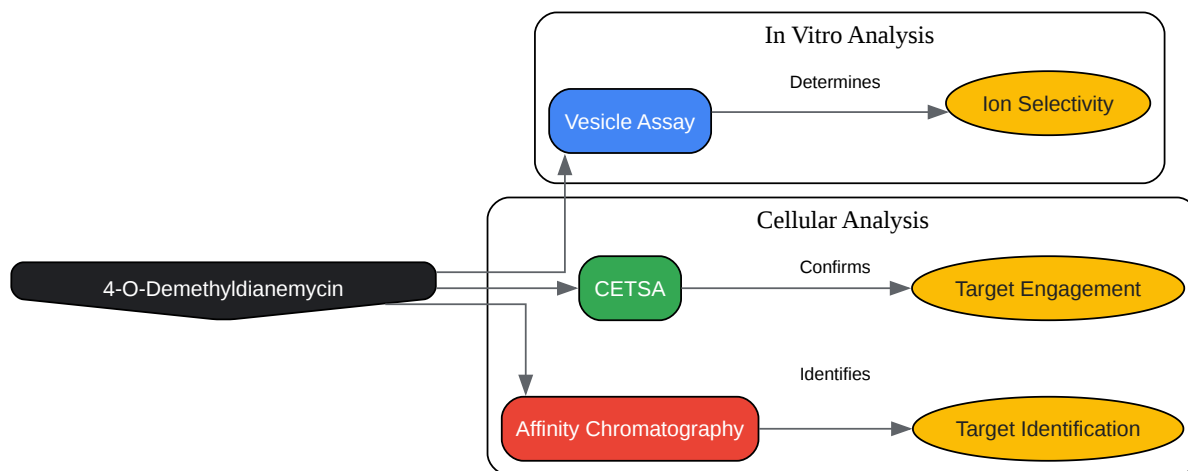 In Vitro Analysis
Determines
Vesicle Assay
Ion Selectivity
Cellular Analysis
4-O-Demethyldianemycin
CETSA
Confirms
Target Engagement
Identifies
Affinity Chromatography
Target Identification